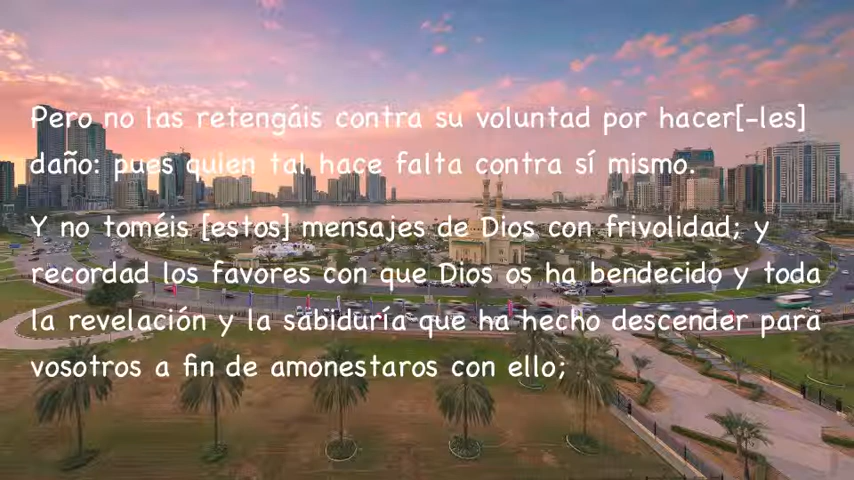 Pero no las retengáis contra su voluntad por hacer[-les]
daño: pues quien tal hace falta contra sí mismo.
Y no toméis [estos] mensajes de Dios con frivolidad; y
recordad los favores con que Dios os ha bendecido y toda
la revelación y la sabiduría que ha hecho descender para
vosotros a fin de amonestaros con ello;